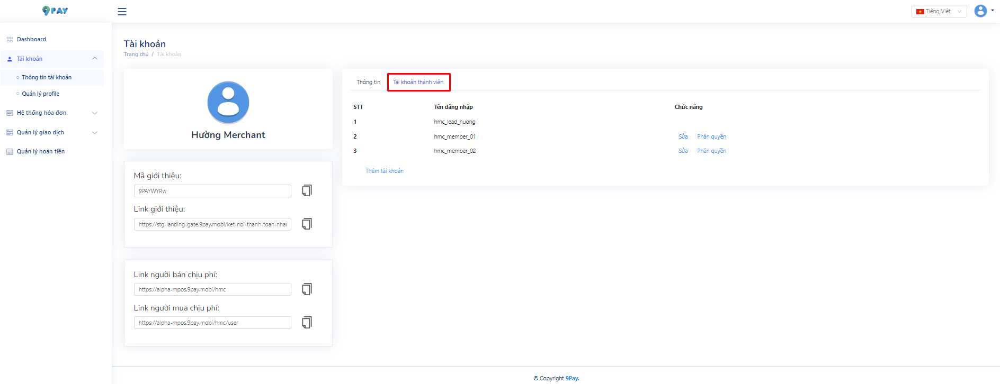 9PAY
Tiếng Việt
Dashboard
Tài khoản
Thông tin tài khoản
Quản lý profile
Hệ thống hóa đơn
Quản lý giao dịch
Quản lý hoàn tiền
Tài khoản
Trang chủ / Tài khoản
Hường Merchant
Mã giới thiệu:
9PAYWYRw
Link giới thiệu:
https://stg-landing-gate.9pay.mobi/ket-noi-thanh-toan-nhai
Link người bán chịu phí:
https://alpha-mpos.9pay.mobi/hmc
Link người mua chịu phí:
https://alpha-mpos.9pay.mobi/hmc/user
Thông tin Tài khoản thành viên
STT Tên đăng nhập Chức năng
1 hmc_lead_huong
2 hmc_member_01 Sửa Phân quyền
3 hmc_member_02 Sửa Phân quyền
Thêm tài khoản
© Copyright 9Pay.